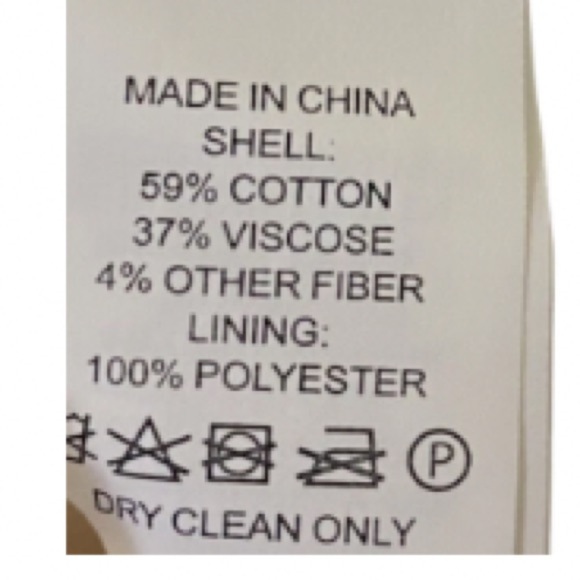 MADE IN CHINA
SHELL:
59% COTTON
37% VISCOSE
4% OTHER FIBER
LINING:
100% POLYESTER
P
DRY CLEAN ONLY